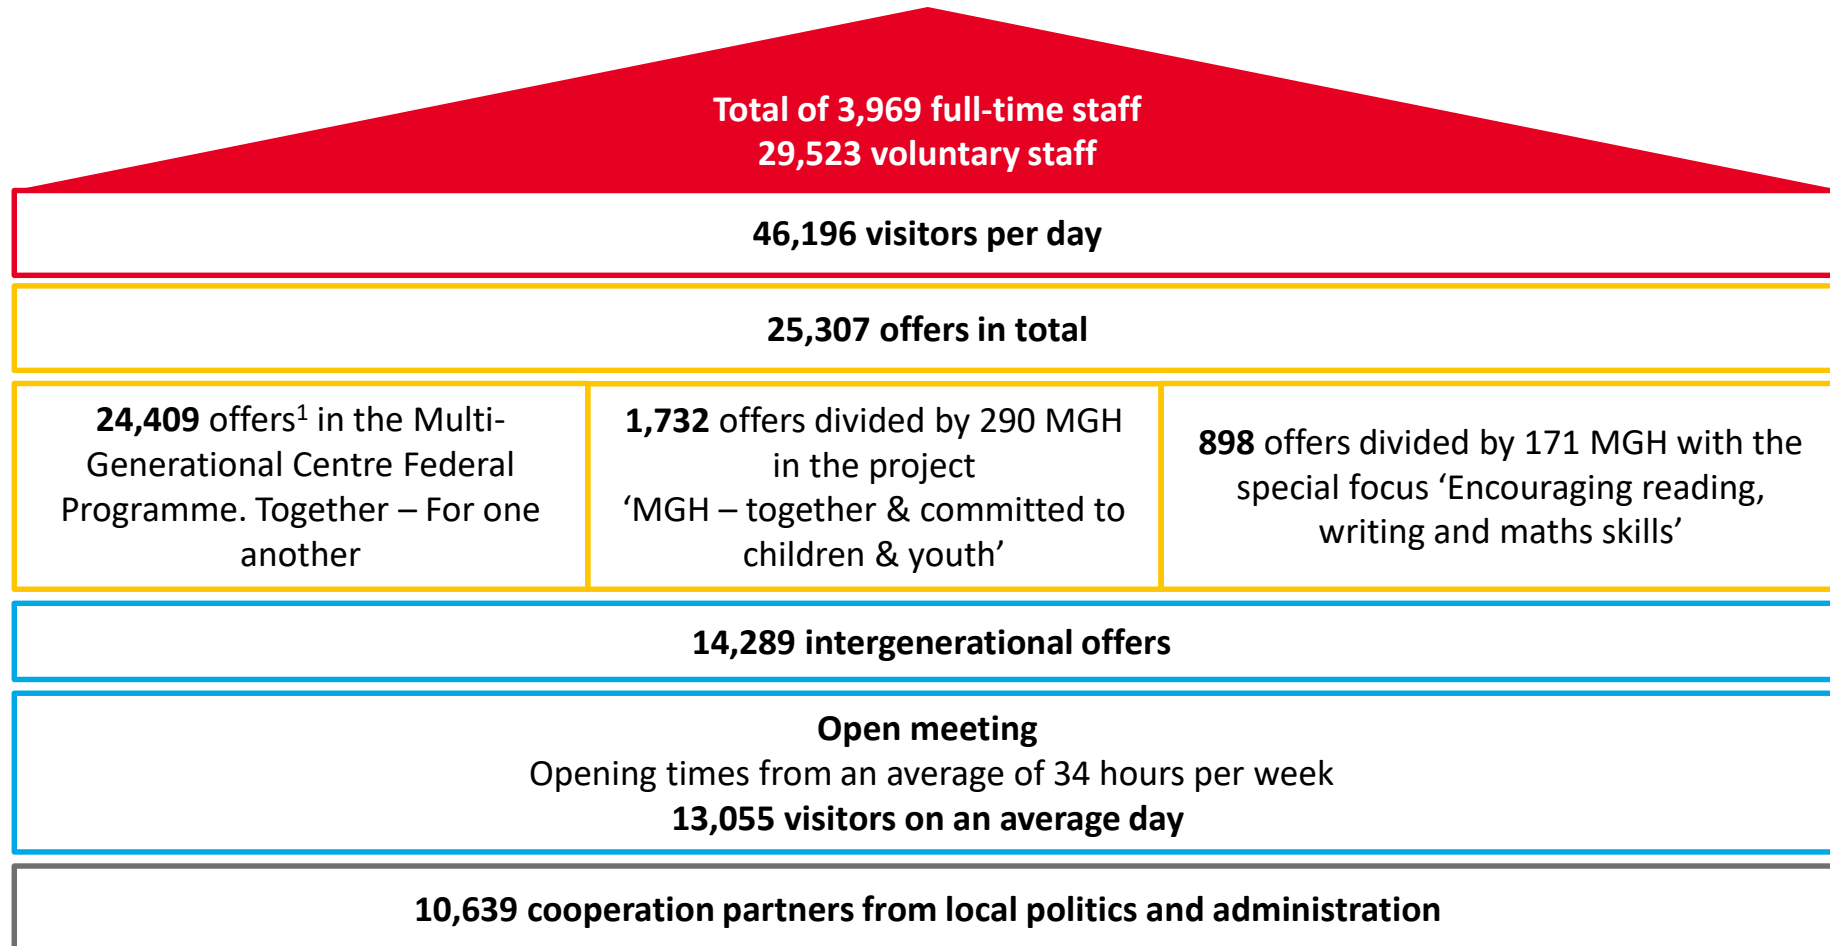 Total of 3,969 full-time staff
29,523 voluntary staff
46,196 visitors per day
25,307 offers in total
24,409 offers¹ in the Multi-
Generational Centre Federal
Programme. Together – For one
another
1,732 offers divided by 290 MGH
in the project
‘MGH – together & committed to
children & youth’
898 offers divided by 171 MGH with the
special focus ‘Encouraging reading,
writing and maths skills’
14,289 intergenerational offers
Open meeting
Opening times from an average of 34 hours per week
13,055 visitors on an average day
10,639 cooperation partners from local politics and administration